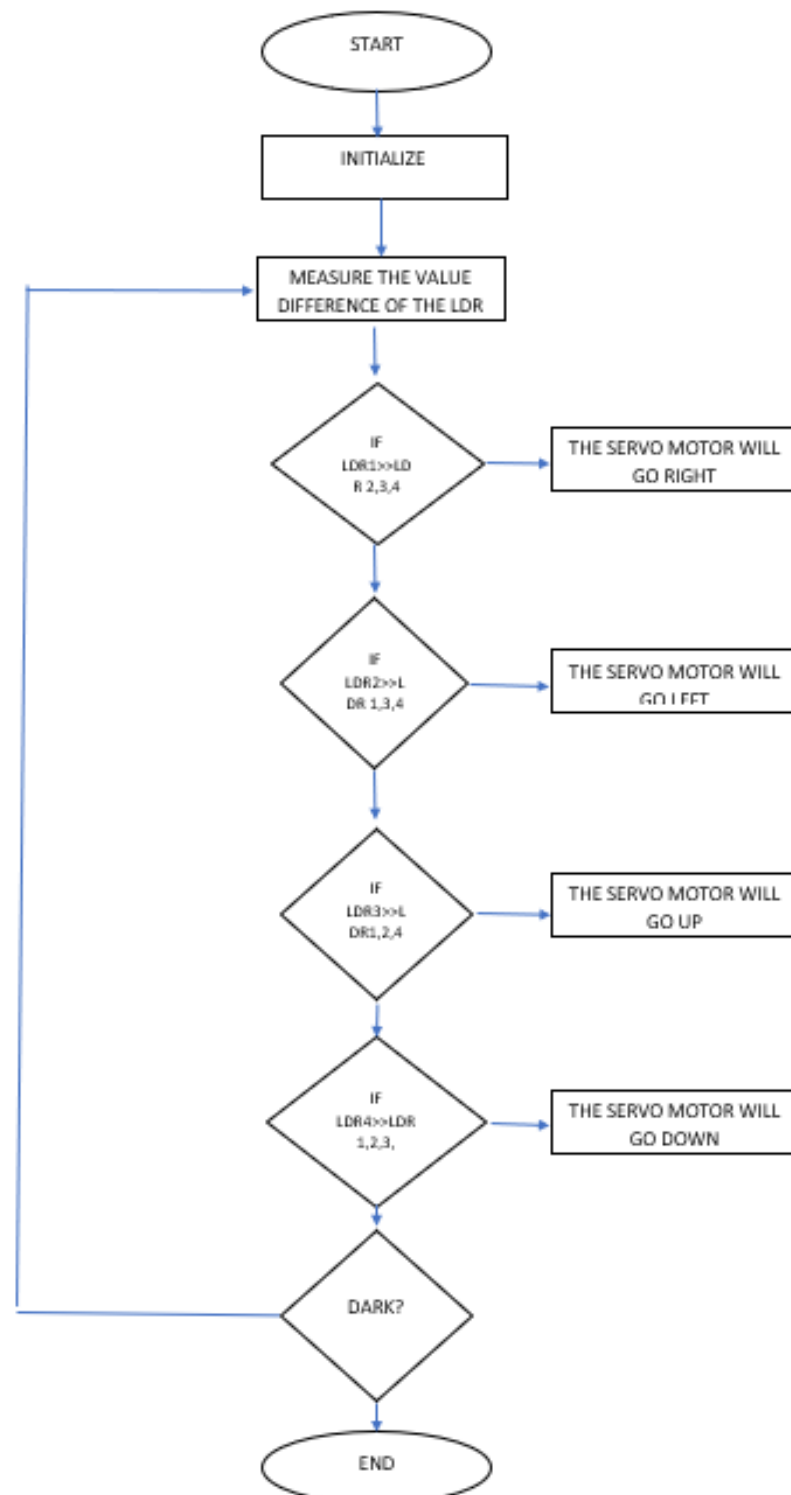 START
INITIALIZE
MEASURE THE VALUE
DIFFERENCE OF THE LDR
IF
LDR1>>LD
R 2,3,4
THE SERVO MOTOR WILL
GO RIGHT
IF
LDR2>>L
DR 1,3,4
THE SERVO MOTOR WILL
GO LEFT
IF
LDR3>>L
DR1,2,4
THE SERVO MOTOR WILL
GO UP
IF
LDR4>>LDR
1,2,3,
THE SERVO MOTOR WILL
GO DOWN
DARK?
END